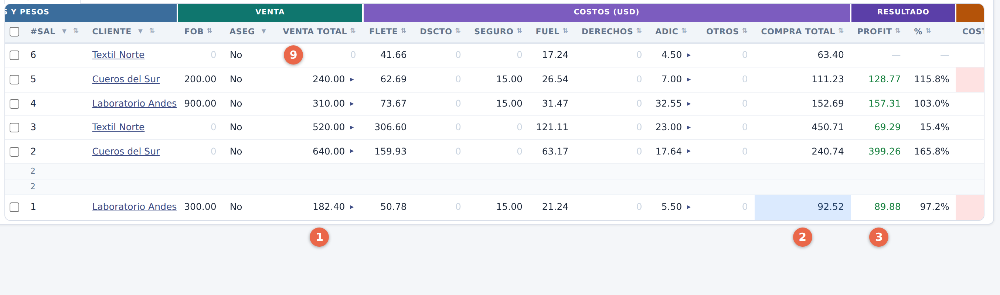 S Y PESOS VENTA COSTOS (USD) RESULTADO
#SAL ▼ ⇅ CLIENTE ▼ ⇅ FOB ⇅ ASEG ▼ VENTA TOTAL ⇅ FLETE ⇅ DSCTO ⇅ SEGURO ⇅ FUEL ⇅ DERECHOS ⇅ ADIC ⇅ OTROS ⇅ COMPRA TOTAL ⇅ PROFIT ⇅ % ⇅ COST
6 Textil Norte 0 No 9 0 41.66 0 0 17.24 0 4.50 ▸ 0 63.40 — —
5 Cueros del Sur 200.00 No 240.00 ▸ 62.69 0 15.00 26.54 0 7.00 ▸ 0 111.23 128.77 115.8%
4 Laboratorio Andes 900.00 No 310.00 ▸ 73.67 0 15.00 31.47 0 32.55 ▸ 0 152.69 157.31 103.0%
3 Textil Norte 0 No 520.00 ▸ 306.60 0 0 121.11 0 23.00 ▸ 0 450.71 69.29 15.4%
2 Cueros del Sur 0 No 640.00 ▸ 159.93 0 0 63.17 0 17.64 ▸ 0 240.74 399.26 165.8%
2
2
1 Laboratorio Andes 300.00 No 182.40 ▸ 50.78 0 15.00 21.24 0 5.50 ▸ 0 92.52 89.88 97.2%
1 2 3